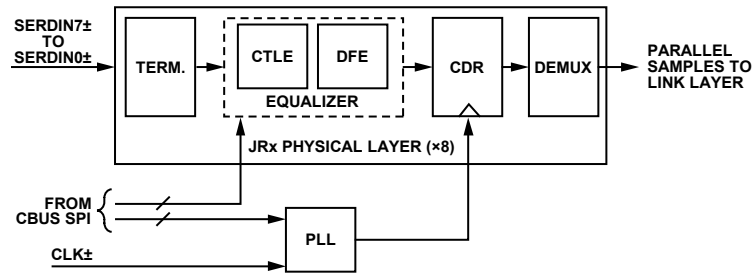 SERDIN7±
TO
SERDIN0±
TERM.
CTLE
DFE
EQUALIZER
CDR
DEMUX
PARALLEL
SAMPLES TO
LINK LAYER
JRx PHYSICAL LAYER (×8)
FROM
CBUS SPI
PLL
CLK±